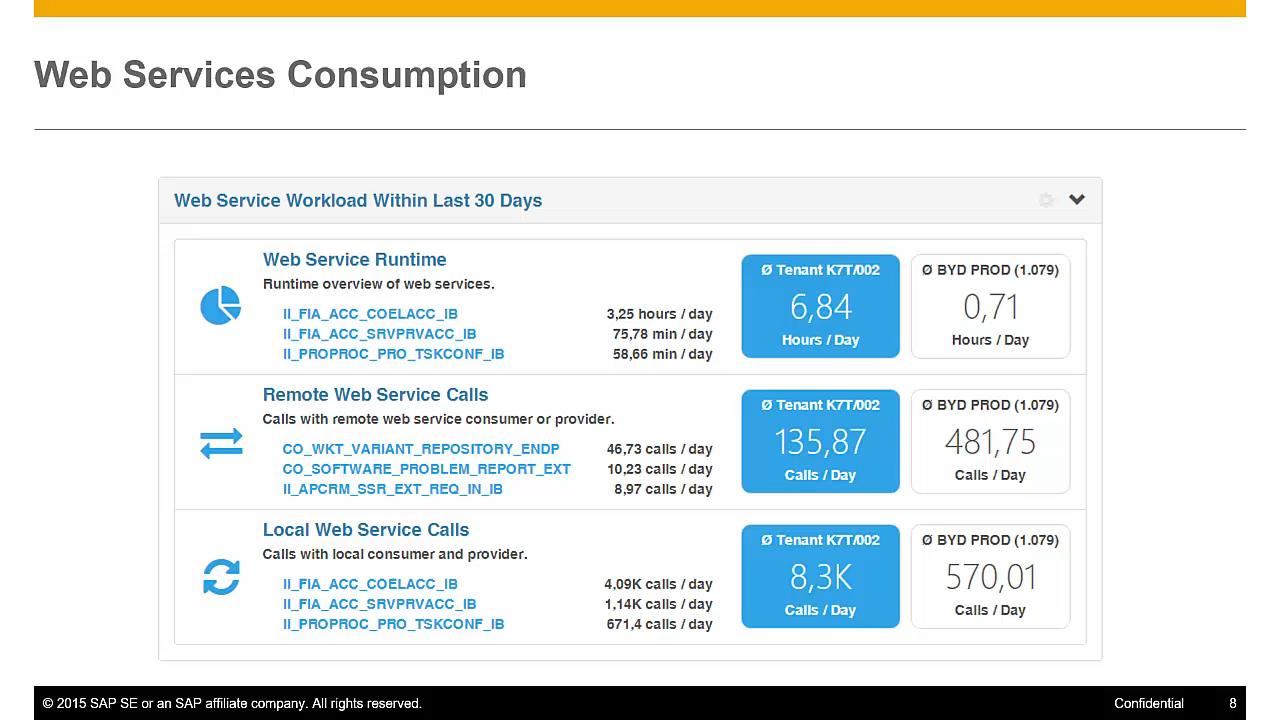 Web Services Consumption
Web Service Workload Within Last 30 Days
Web Service Runtime
Runtime overview of web services.
II_FIA_ACC_COELACC_IB 3,25 hours / day
II_FIA_ACC_SRVPRVACC_IB 75,78 min / day
II_PROPROC_PRO_TSKCONF_IB 58,66 min / day
Ø Tenant K7T/002
6,84
Hours / Day
Ø BYD PROD (1.079)
0,71
Hours / Day
Remote Web Service Calls
Calls with remote web service consumer or provider.
CO_WKT_VARIANT_REPOSITORY_ENDP 46,73 calls / day
CO_SOFTWARE_PROBLEM_REPORT_EXT 10,23 calls / day
II_APCRM_SSR_EXT_REQ_IN_IB 8,97 calls / day
Ø Tenant K7T/002
135,87
Calls / Day
Ø BYD PROD (1.079)
481,75
Calls / Day
Local Web Service Calls
Calls with local consumer and provider.
II_FIA_ACC_COELACC_IB 4,09K calls / day
II_FIA_ACC_SRVPRVACC_IB 1,14K calls / day
II_PROPROC_PRO_TSKCONF_IB 671,4 calls / day
Ø Tenant K7T/002
8,3K
Calls / Day
Ø BYD PROD (1.079)
570,01
Calls / Day
© 2015 SAP SE or an SAP affiliate company. All rights reserved. Confidential 8